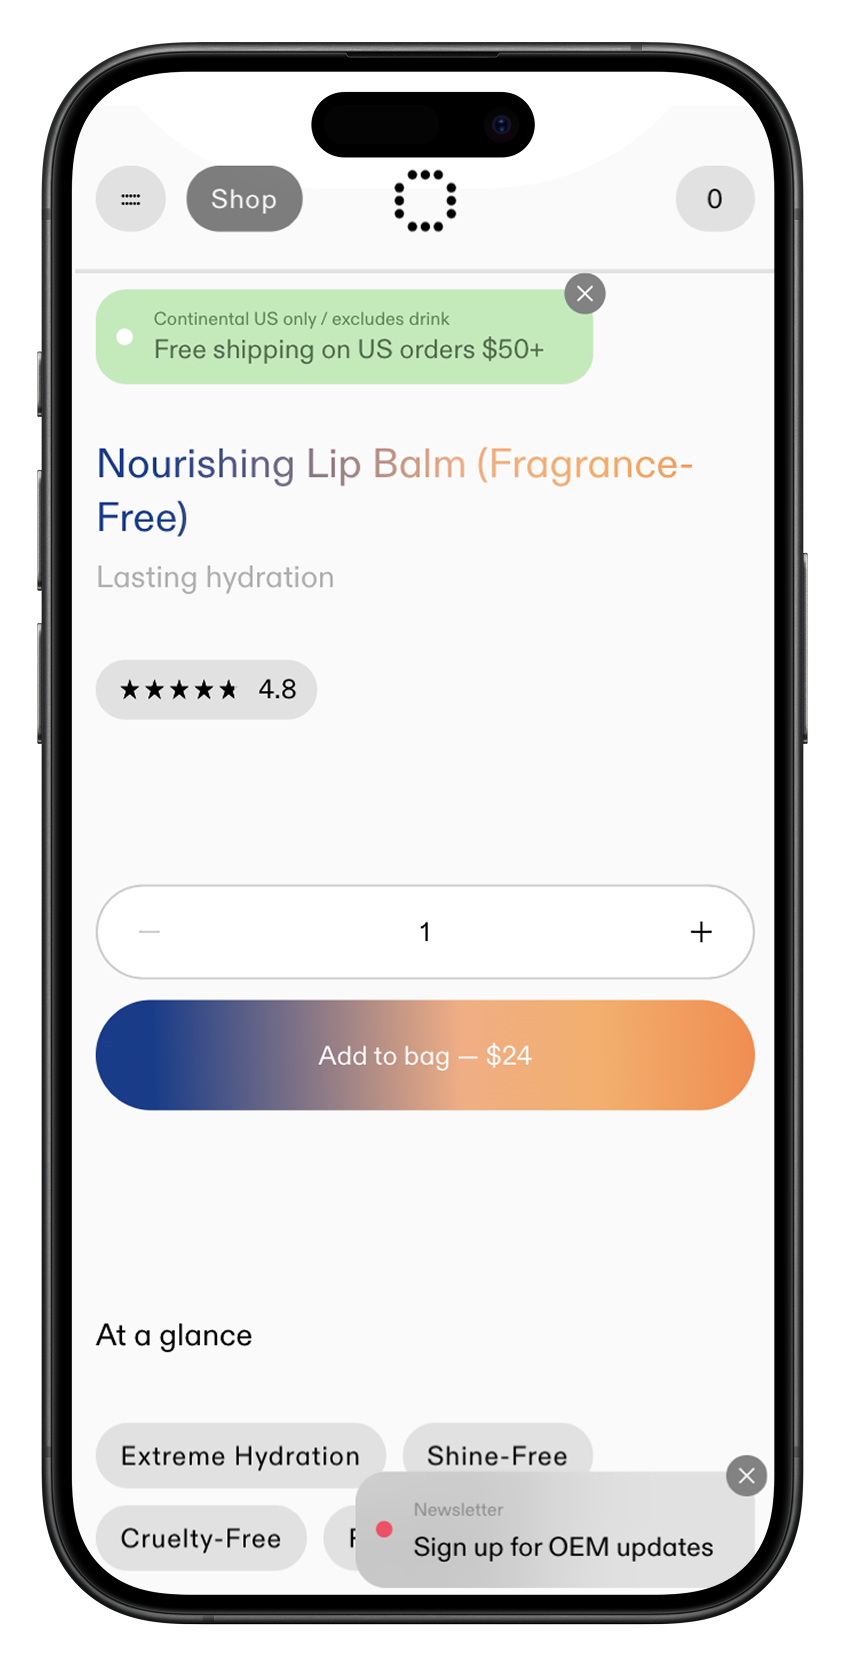 Shop
0
Continental US only / excludes drink
Free shipping on US orders $50+
Nourishing Lip Balm (Fragrance-
Free)
Lasting hydration
★★★★★ 4.8
— 1 +
Add to bag — $24
At a glance
Extreme Hydration
Shine-Free
Cruelty-Free
Newsletter
Sign up for OEM updates